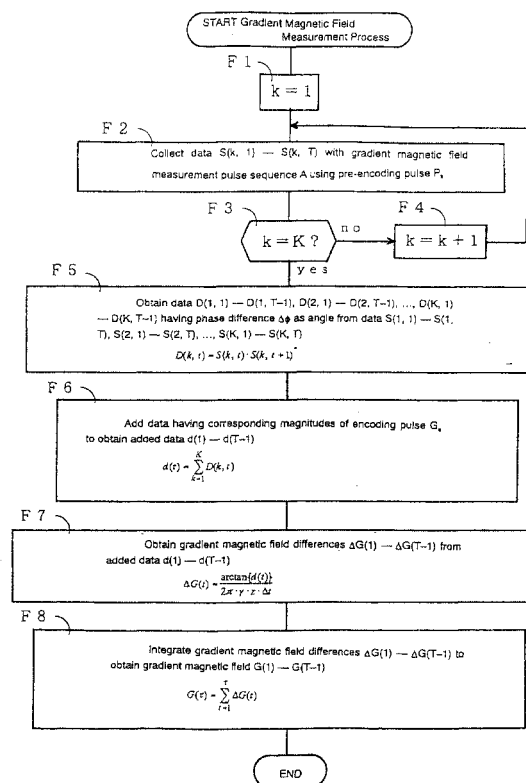 START Gradient Magnetic Field
Measurement Process
F 1
k = 1
F 2
Collect data S(k, 1) — S(k, T) with gradient magnetic field
measurement pulse sequence A using pre-encoding pulse Pk
F 3
k = K ?
no
F 4
k = k + 1
yes
F 5
Obtain data D(1, 1) — D(1, T-1), D(2, 1) — D(2, T-1), ..., D(K, 1)
— D(K, T-1) having phase difference Δϕ as angle from data S(1, 1) — S(1,
T), S(2, 1) — S(2, T), ..., S(K, 1) — S(K, T)
D(k, t) = S(k, t) · S(k, t+1)*
F 6
Add data having corresponding magnitudes of encoding pulse
to obtain added data d(1) — d(T-1)
d(t) = ∑ D(k, t)
K
k=1
F 7
Obtain gradient magnetic field differences ΔG(1) — ΔG(T-1) from
added data d(1) — d(T-1)
ΔG(t) = arctan{d(t)}
2π · γ · z · Δt
F 8
Integrate gradient magnetic field differences ΔG(1) — ΔG(T-1) to
obtain gradient magnetic field G(1) — G(T-1)
G(τ) = ∑ ΔG(t)
τ
t=1
END